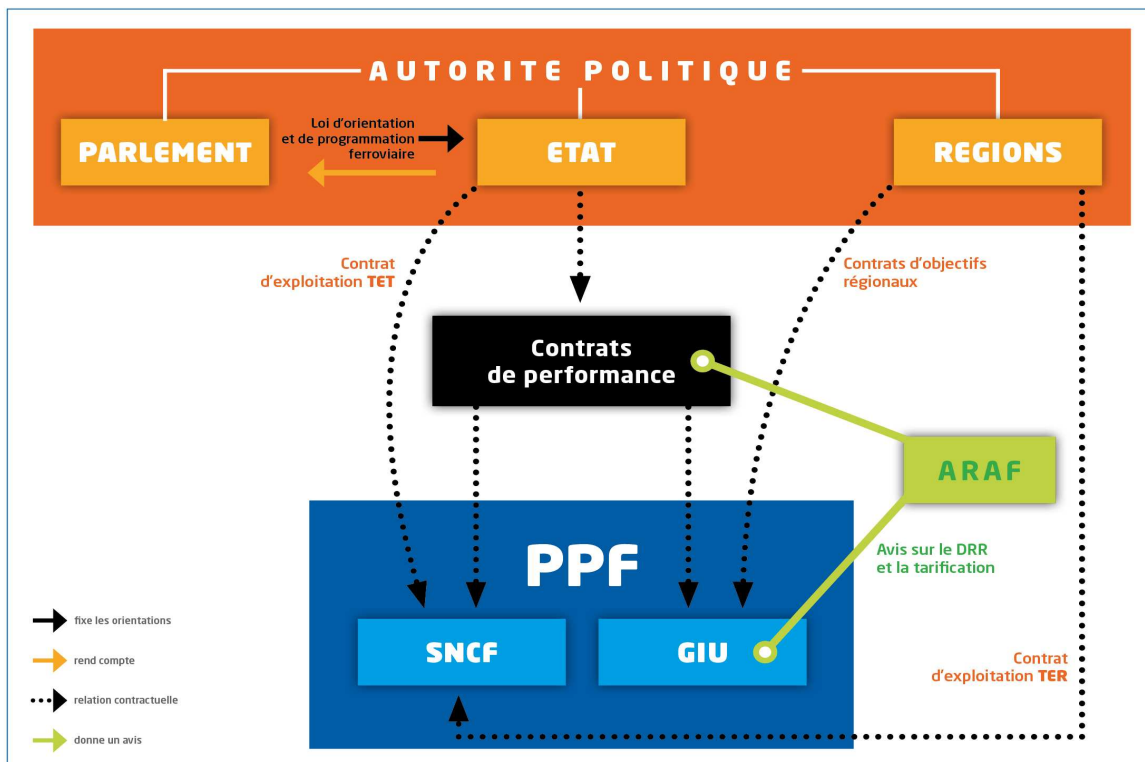 AUTORITE POLITIQUE
PARLEMENT
Loi d'orientation
et de programmation
ferroviaire
ETAT
REGIONS
Contrat
d'exploitation TET
Contrats d'objectifs
régionaux
Contrats
de performance
ARAF
PPF
Avis sur le DRR
et la tarification
SNCF
GIU
Contrat
d'exploitation TER
fixe les orientations
rend compte
relation contractuelle
donne un avis